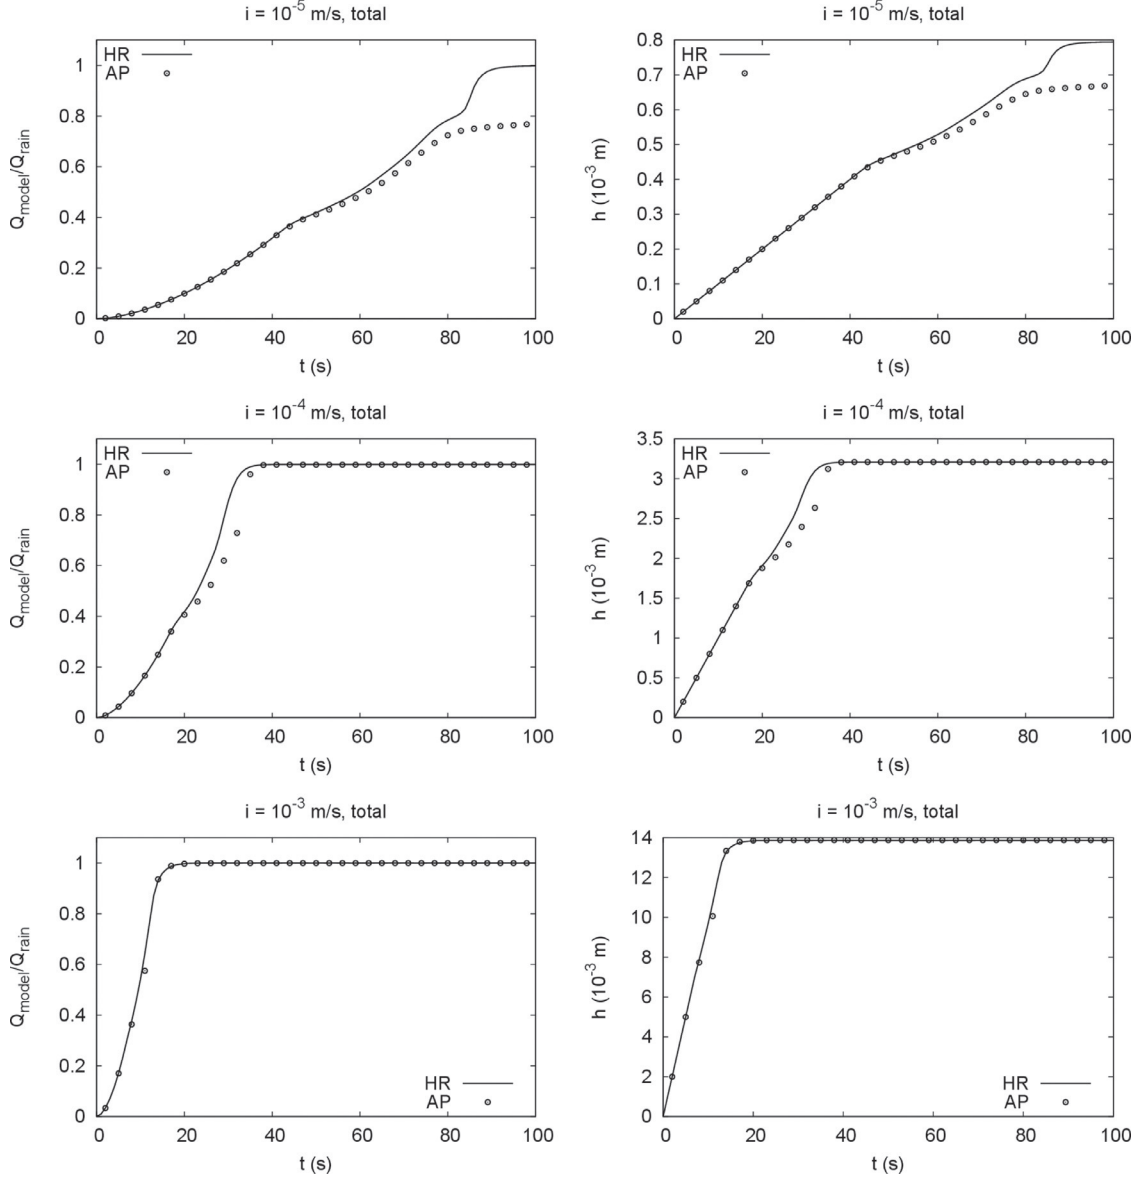 i = 10-5 m/s, total
HR
AP
Qmodel/Qrain
0
0.2
0.4
0.6
0.8
1
0 20 40 60 80 100
t (s)
i = 10-5 m/s, total
HR
AP
h (10-3 m)
0.8
0.7
0.6
0.5
0.4
0.3
0.2
0.1
0
0 20 40 60 80 100
t (s)
i = 10-4 m/s, total
HR
AP
Qmodel/Qrain
1
0.8
0.6
0.4
0.2
0
0 20 40 60 80 100
t (s)
i = 10-4 m/s, total
HR
AP
h (10-3 m)
3.5
3
2.5
2
1.5
1
0.5
0
0 20 40 60 80 100
t (s)
i = 10-3 m/s, total
Qmodel/Qrain
1
0.8
0.6
0.4
0.2
0
HR
AP
0 20 40 60 80 100
t (s)
i = 10-3 m/s, total
h (10-3 m)
14
12
10
8
6
4
2
0
HR
AP
0 20 40 60 80 100
t (s)